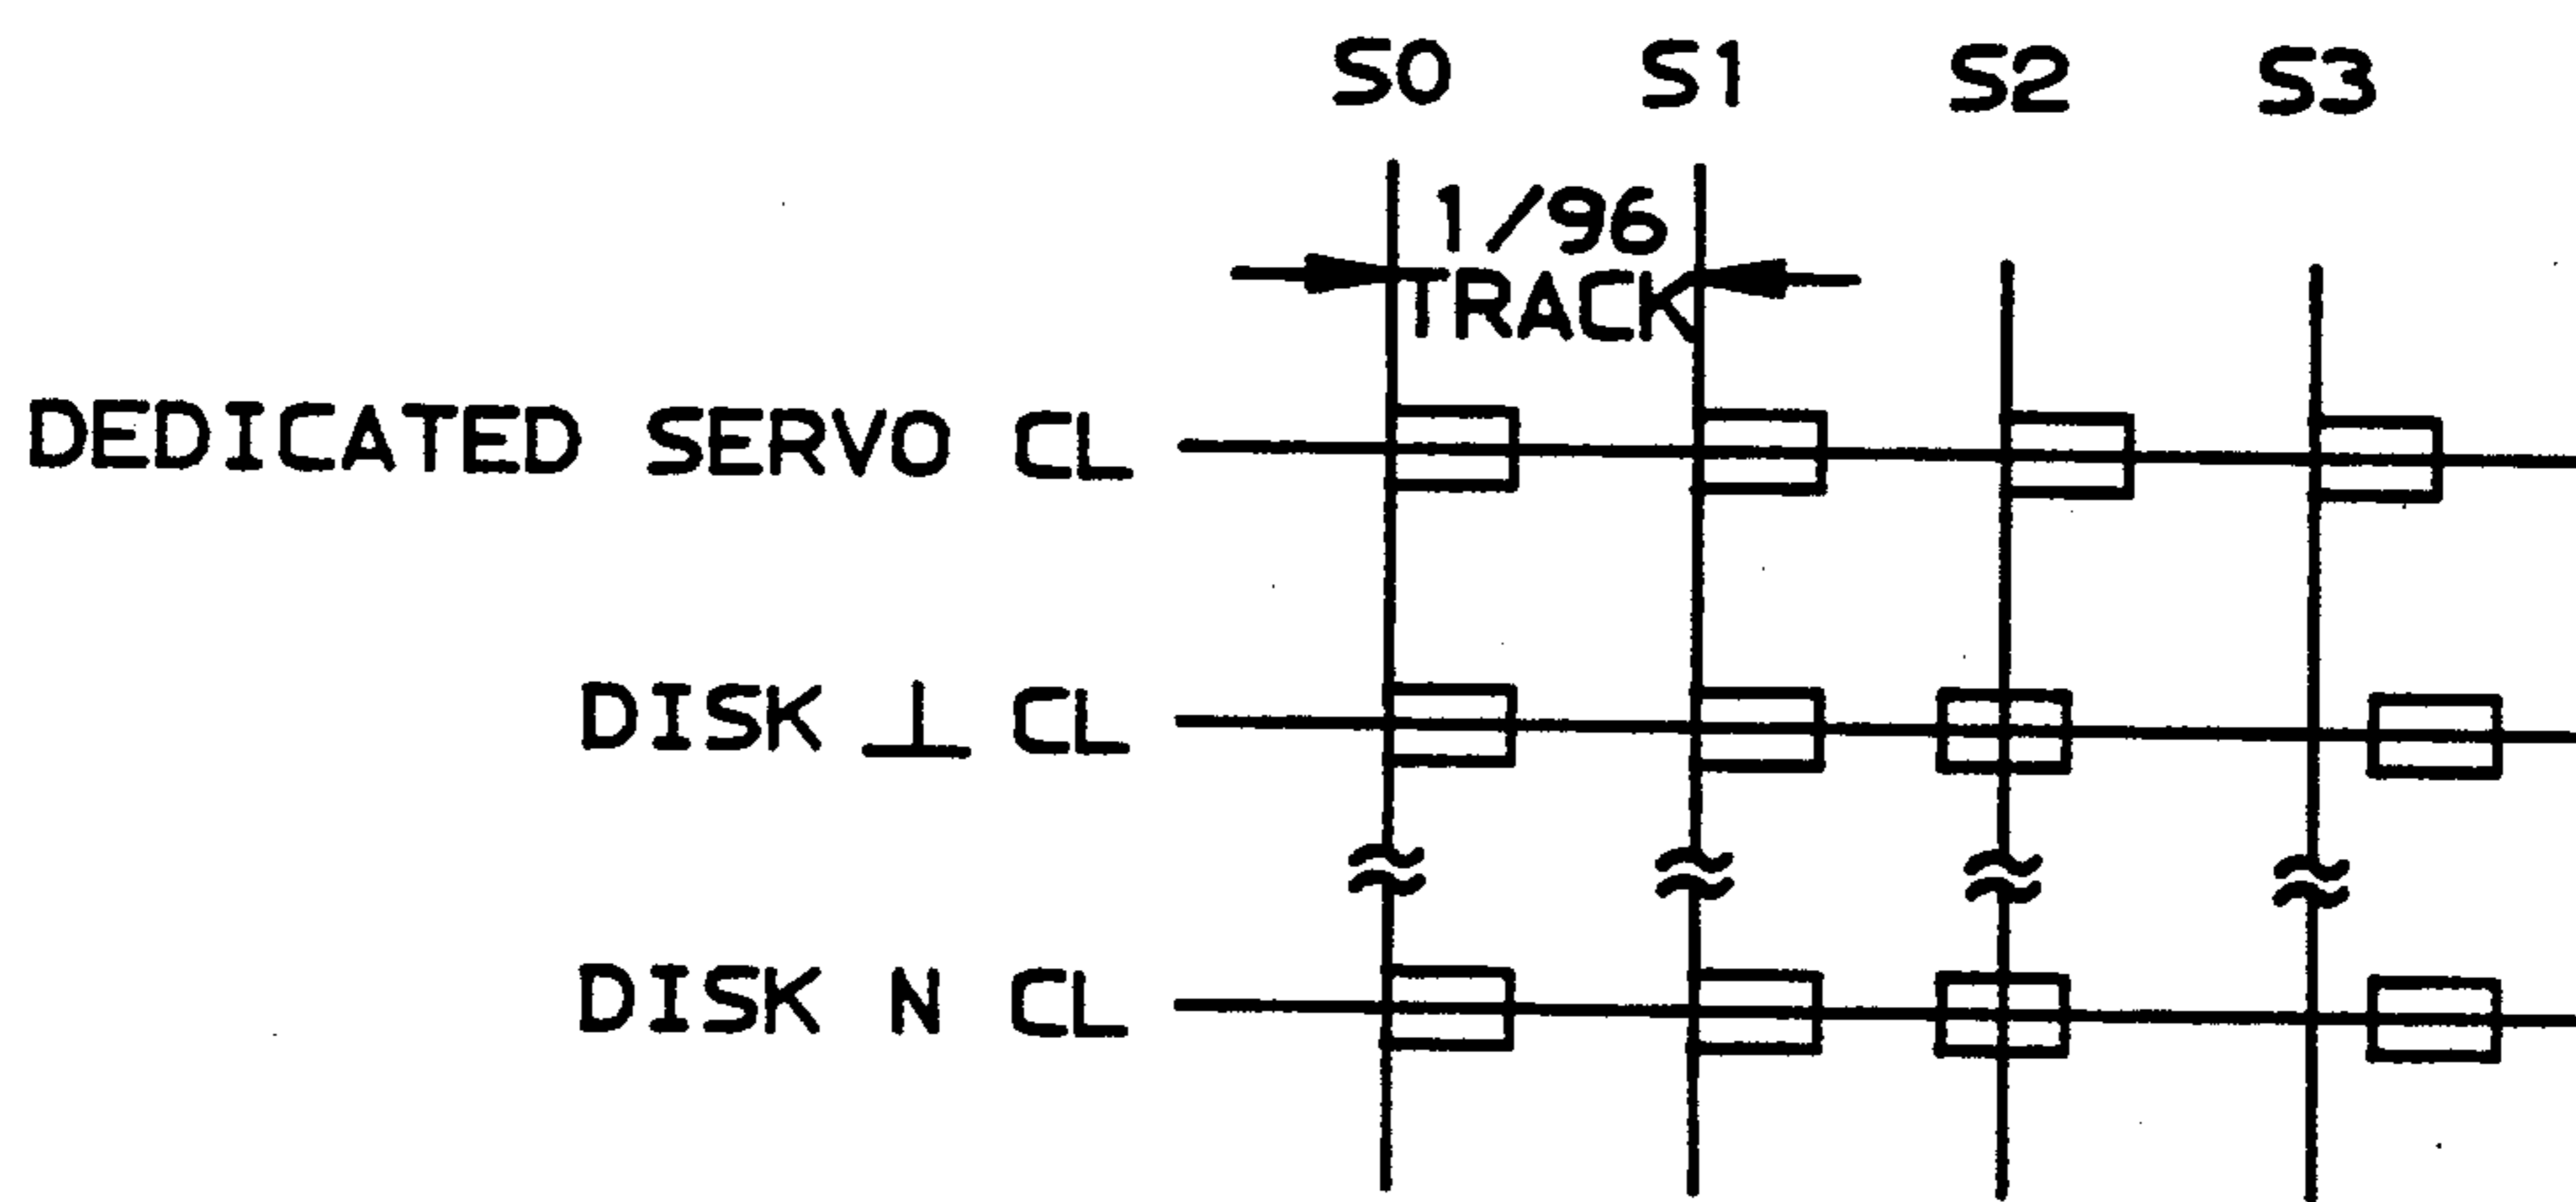 S0 S1 S2 S3
1/96
TRACK
DEDICATED SERVO CL
DISK ⊥ CL
DISK N CL